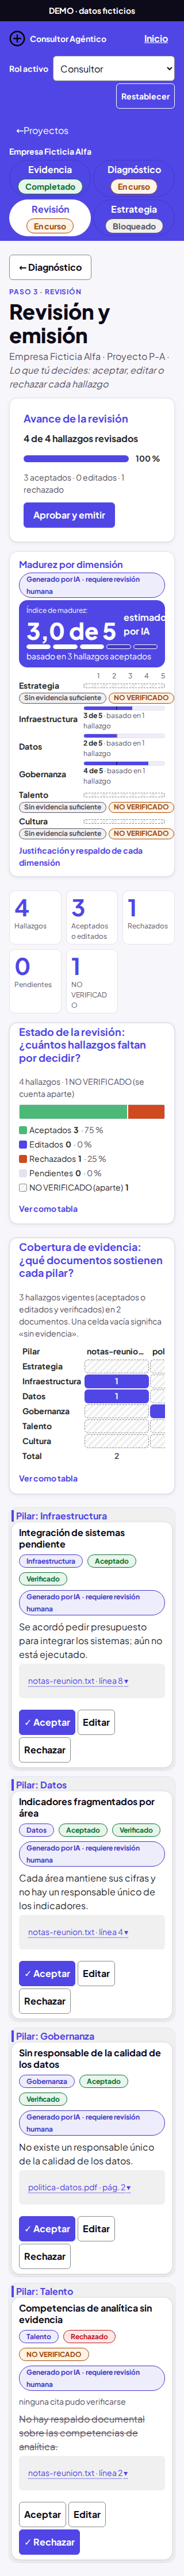 DEMO · datos ficticios
Consultor Agéntico
Inicio
Rol activo
Consultor
Restablecer
←Proyectos
Empresa Ficticia Alfa
Evidencia
Completado
Diagnóstico
En curso
Revisión
En curso
Estrategia
Bloqueado
← Diagnóstico
PASO 3 · REVISIÓN
Revisión y
emisión
Empresa Ficticia Alfa · Proyecto P-A ·
Lo que tú decides: aceptar, editar o
rechazar cada hallazgo
Avance de la revisión
4 de 4 hallazgos revisados
100 %
3 aceptados · 0 editados · 1
rechazado
Aprobar y emitir
Madurez por dimensión
Generado por IA · requiere revisión
humana
Índice de madurez:
3,0 de 5
estimado
por IA
basado en 3 hallazgos aceptados
1 2 3 4 5
Estrategia
Sin evidencia suficiente
NO VERIFICADO
Infraestructura
3 de 5 · basado en 1
hallazgo
Datos
2 de 5 · basado en 1
hallazgo
Gobernanza
4 de 5 · basado en 1
hallazgo
Talento
Sin evidencia suficiente
NO VERIFICADO
Cultura
Sin evidencia suficiente
NO VERIFICADO
Justificación y respaldo de cada
dimensión
4
Hallazgos
3
Aceptados
o editados
1
Rechazados
0
Pendientes
1
NO
VERIFICAD
O
Estado de la revisión:
¿cuántos hallazgos faltan
por decidir?
4 hallazgos · 1 NO VERIFICADO (se
cuenta aparte)
Aceptados 3 · 75 %
Editados 0 · 0 %
Rechazados 1 · 25 %
Pendientes 0 · 0 %
NO VERIFICADO (aparte) 1
Ver como tabla
Cobertura de evidencia:
¿qué documentos sostienen
cada pilar?
3 hallazgos vigentes (aceptados o
editados y verificados) en 2
documentos. Una celda vacía significa
«sin evidencia».
Pilar notas-reunio… pol
Estrategia
Infraestructura 1
Datos 1
Gobernanza
Talento
Cultura
Total 2
Ver como tabla
Pilar: Infraestructura
Integración de sistemas
pendiente
Infraestructura
Aceptado
Verificado
Generado por IA · requiere revisión
humana
Se acordó pedir presupuesto
para integrar los sistemas; aún no
está ejecutado.
notas-reunion.txt · línea 8 ▾
✓ Aceptar
Editar
Rechazar
Pilar: Datos
Indicadores fragmentados por
área
Datos
Aceptado
Verificado
Generado por IA · requiere revisión
humana
Cada área mantiene sus cifras y
no hay un responsable único de
los indicadores.
notas-reunion.txt · línea 4 ▾
✓ Aceptar
Editar
Rechazar
Pilar: Gobernanza
Sin responsable de la calidad de
los datos
Gobernanza
Aceptado
Verificado
Generado por IA · requiere revisión
humana
No existe un responsable único
de la calidad de los datos.
politica-datos.pdf · pág. 2 ▾
✓ Aceptar
Editar
Rechazar
Pilar: Talento
Competencias de analítica sin
evidencia
Talento
Rechazado
NO VERIFICADO
Generado por IA · requiere revisión
humana
ninguna cita pudo verificarse
No hay respaldo documental
sobre las competencias de
analítica.
notas-reunion.txt · línea 2 ▾
Aceptar
Editar
✓ Rechazar